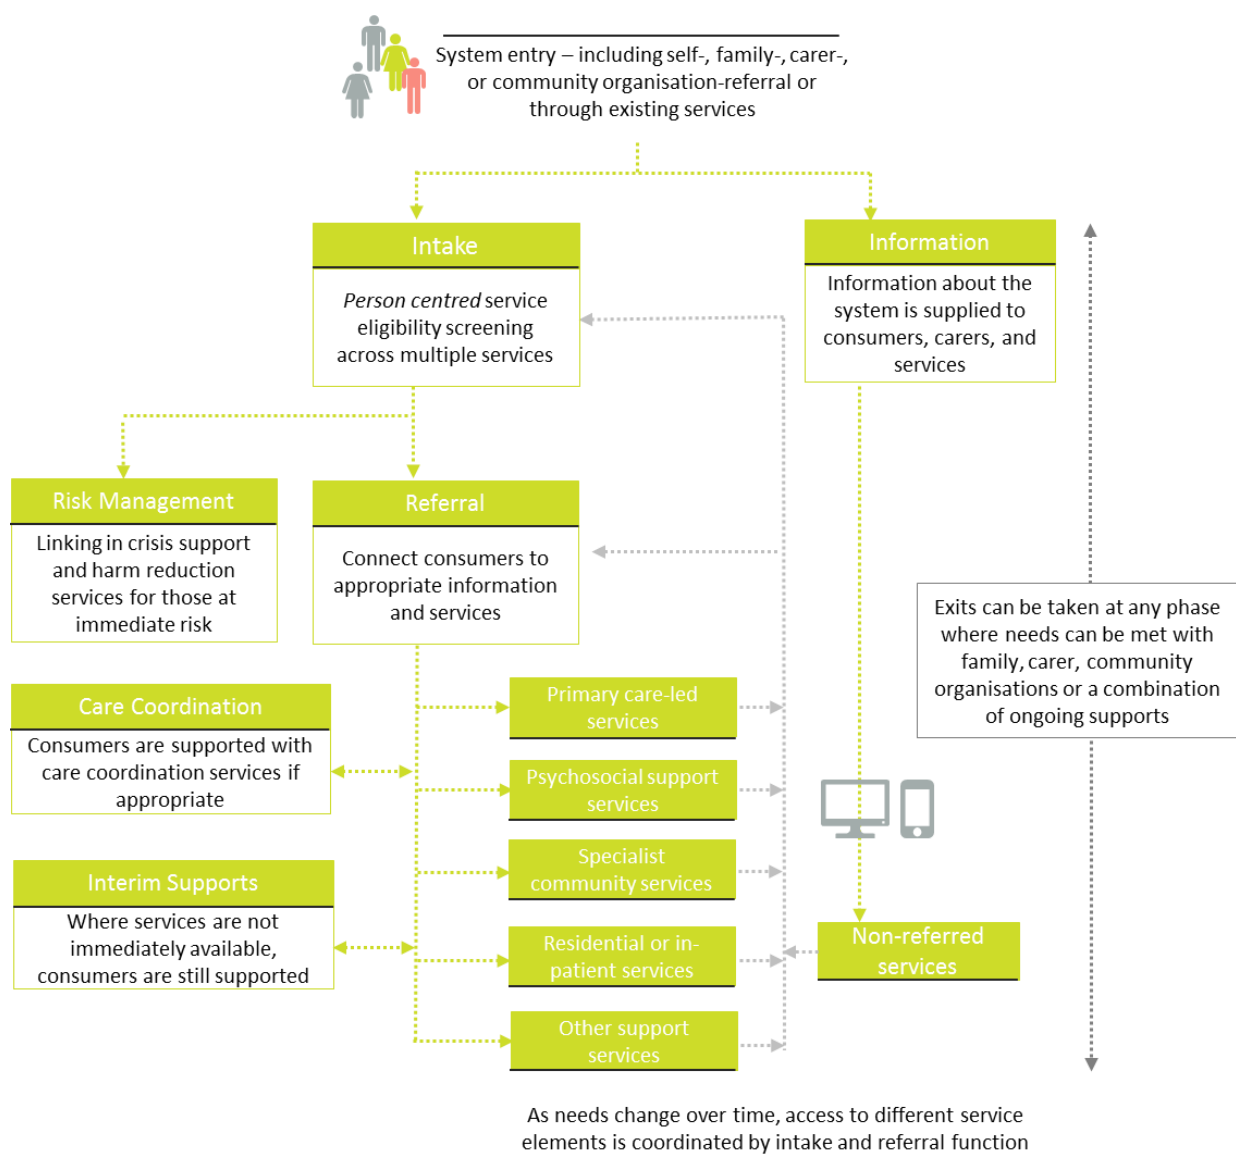 System entry – including self-, family-, carer-,
or community organisation-referral or
through existing services
Intake
Person centred service
eligibility screening
across multiple services
Information
Information about the
system is supplied to
consumers, carers, and
services
Risk Management
Linking in crisis support
and harm reduction
services for those at
immediate risk
Referral
Connect consumers to
appropriate information
and services
Exits can be taken at any phase
where needs can be met with
family, carer, community
organisations or a combination
of ongoing supports
Care Coordination
Consumers are supported with
care coordination services if
appropriate
Primary care-led
services
Psychosocial support
services
Interim Supports
Where services are not
immediately available,
consumers are still supported
Specialist
community services
Residential or in-
patient services
Non-referred
services
Other support
services
As needs change over time, access to different service
elements is coordinated by intake and referral function